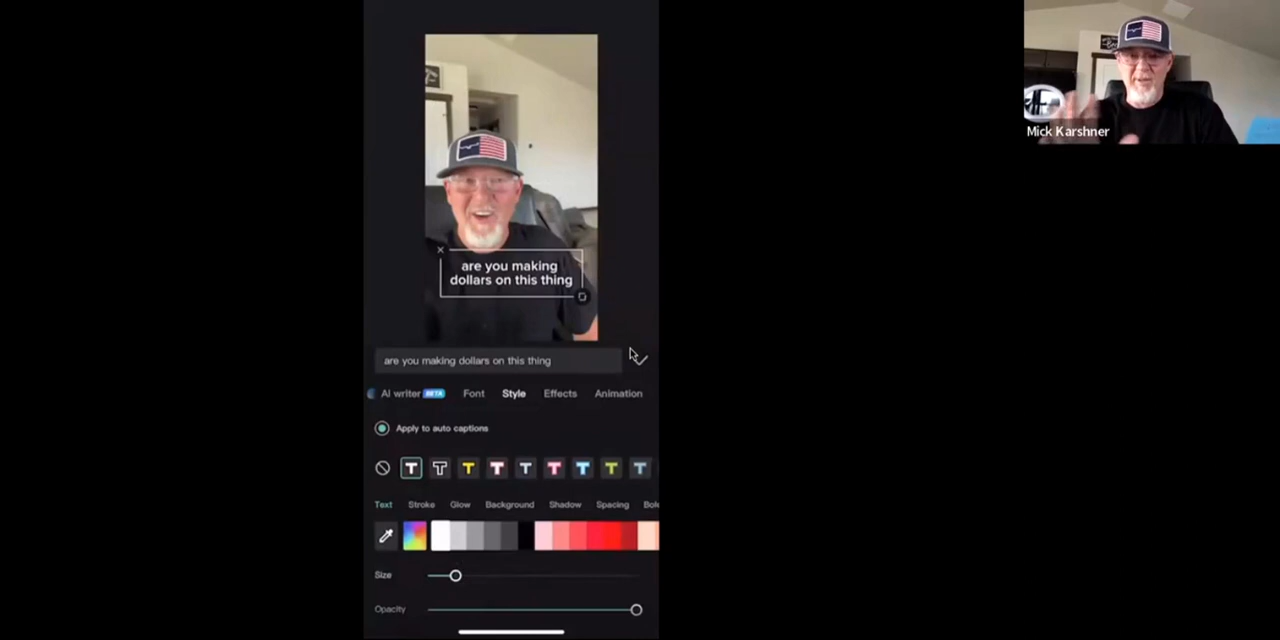 are you making
dollars on this thing
are you making dollars on this thing
AI writer BETA Font Style Effects Animation
Apply to auto captions
T T T T T T T T T
Text Stroke Glow Background Shadow Spacing Bol
Size
Opacity
Mick Karshner